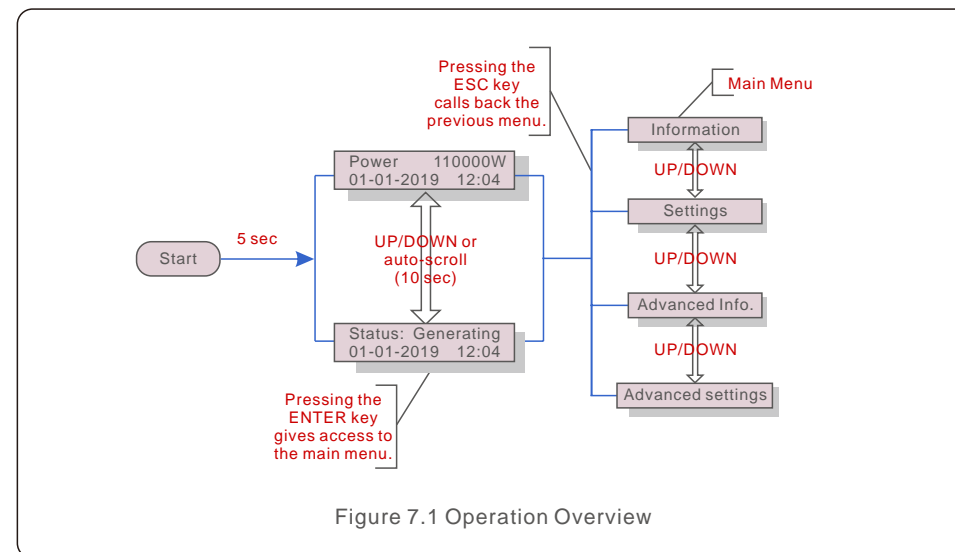 Pressing the
ESC key
calls back the
previous menu.
Main Menu
Information
UP/DOWN
Settings
UP/DOWN
Advanced Info.
UP/DOWN
Advanced settings
Power 110000W
01-01-2019 12:04
5 sec
Start
UP/DOWN or
auto-scroll
(10 sec)
Status: Generating
01-01-2019 12:04
Pressing the
ENTER key
gives access to
the main menu.
Figure 7.1 Operation Overview